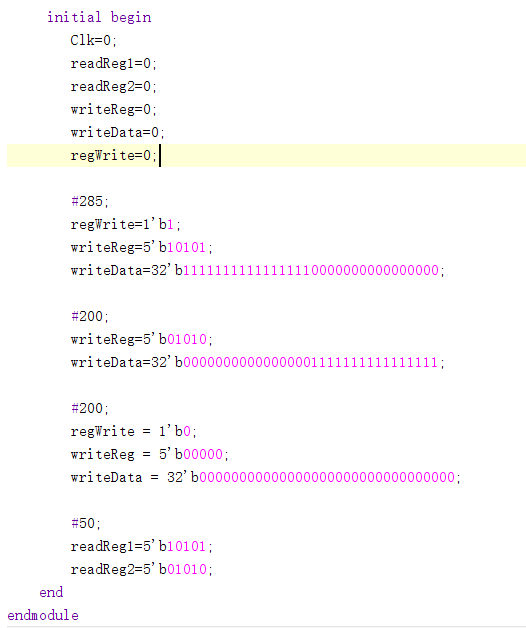 initial begin
Clk=0;
readReg1=0;
readReg2=0;
writeReg=0;
writeData=0;
regWrite=0;
#285;
regWrite=1'b1;
writeReg=5'b10101;
writeData=32'b11111111111111110000000000000000;
#200;
writeReg=5'b01010;
writeData=32'b00000000000000001111111111111111;
#200;
regWrite = 1'b0;
writeReg = 5'b00000;
writeData = 32'b00000000000000000000000000000000;
#50;
readReg1=5'b10101;
readReg2=5'b01010;
end
endmodule